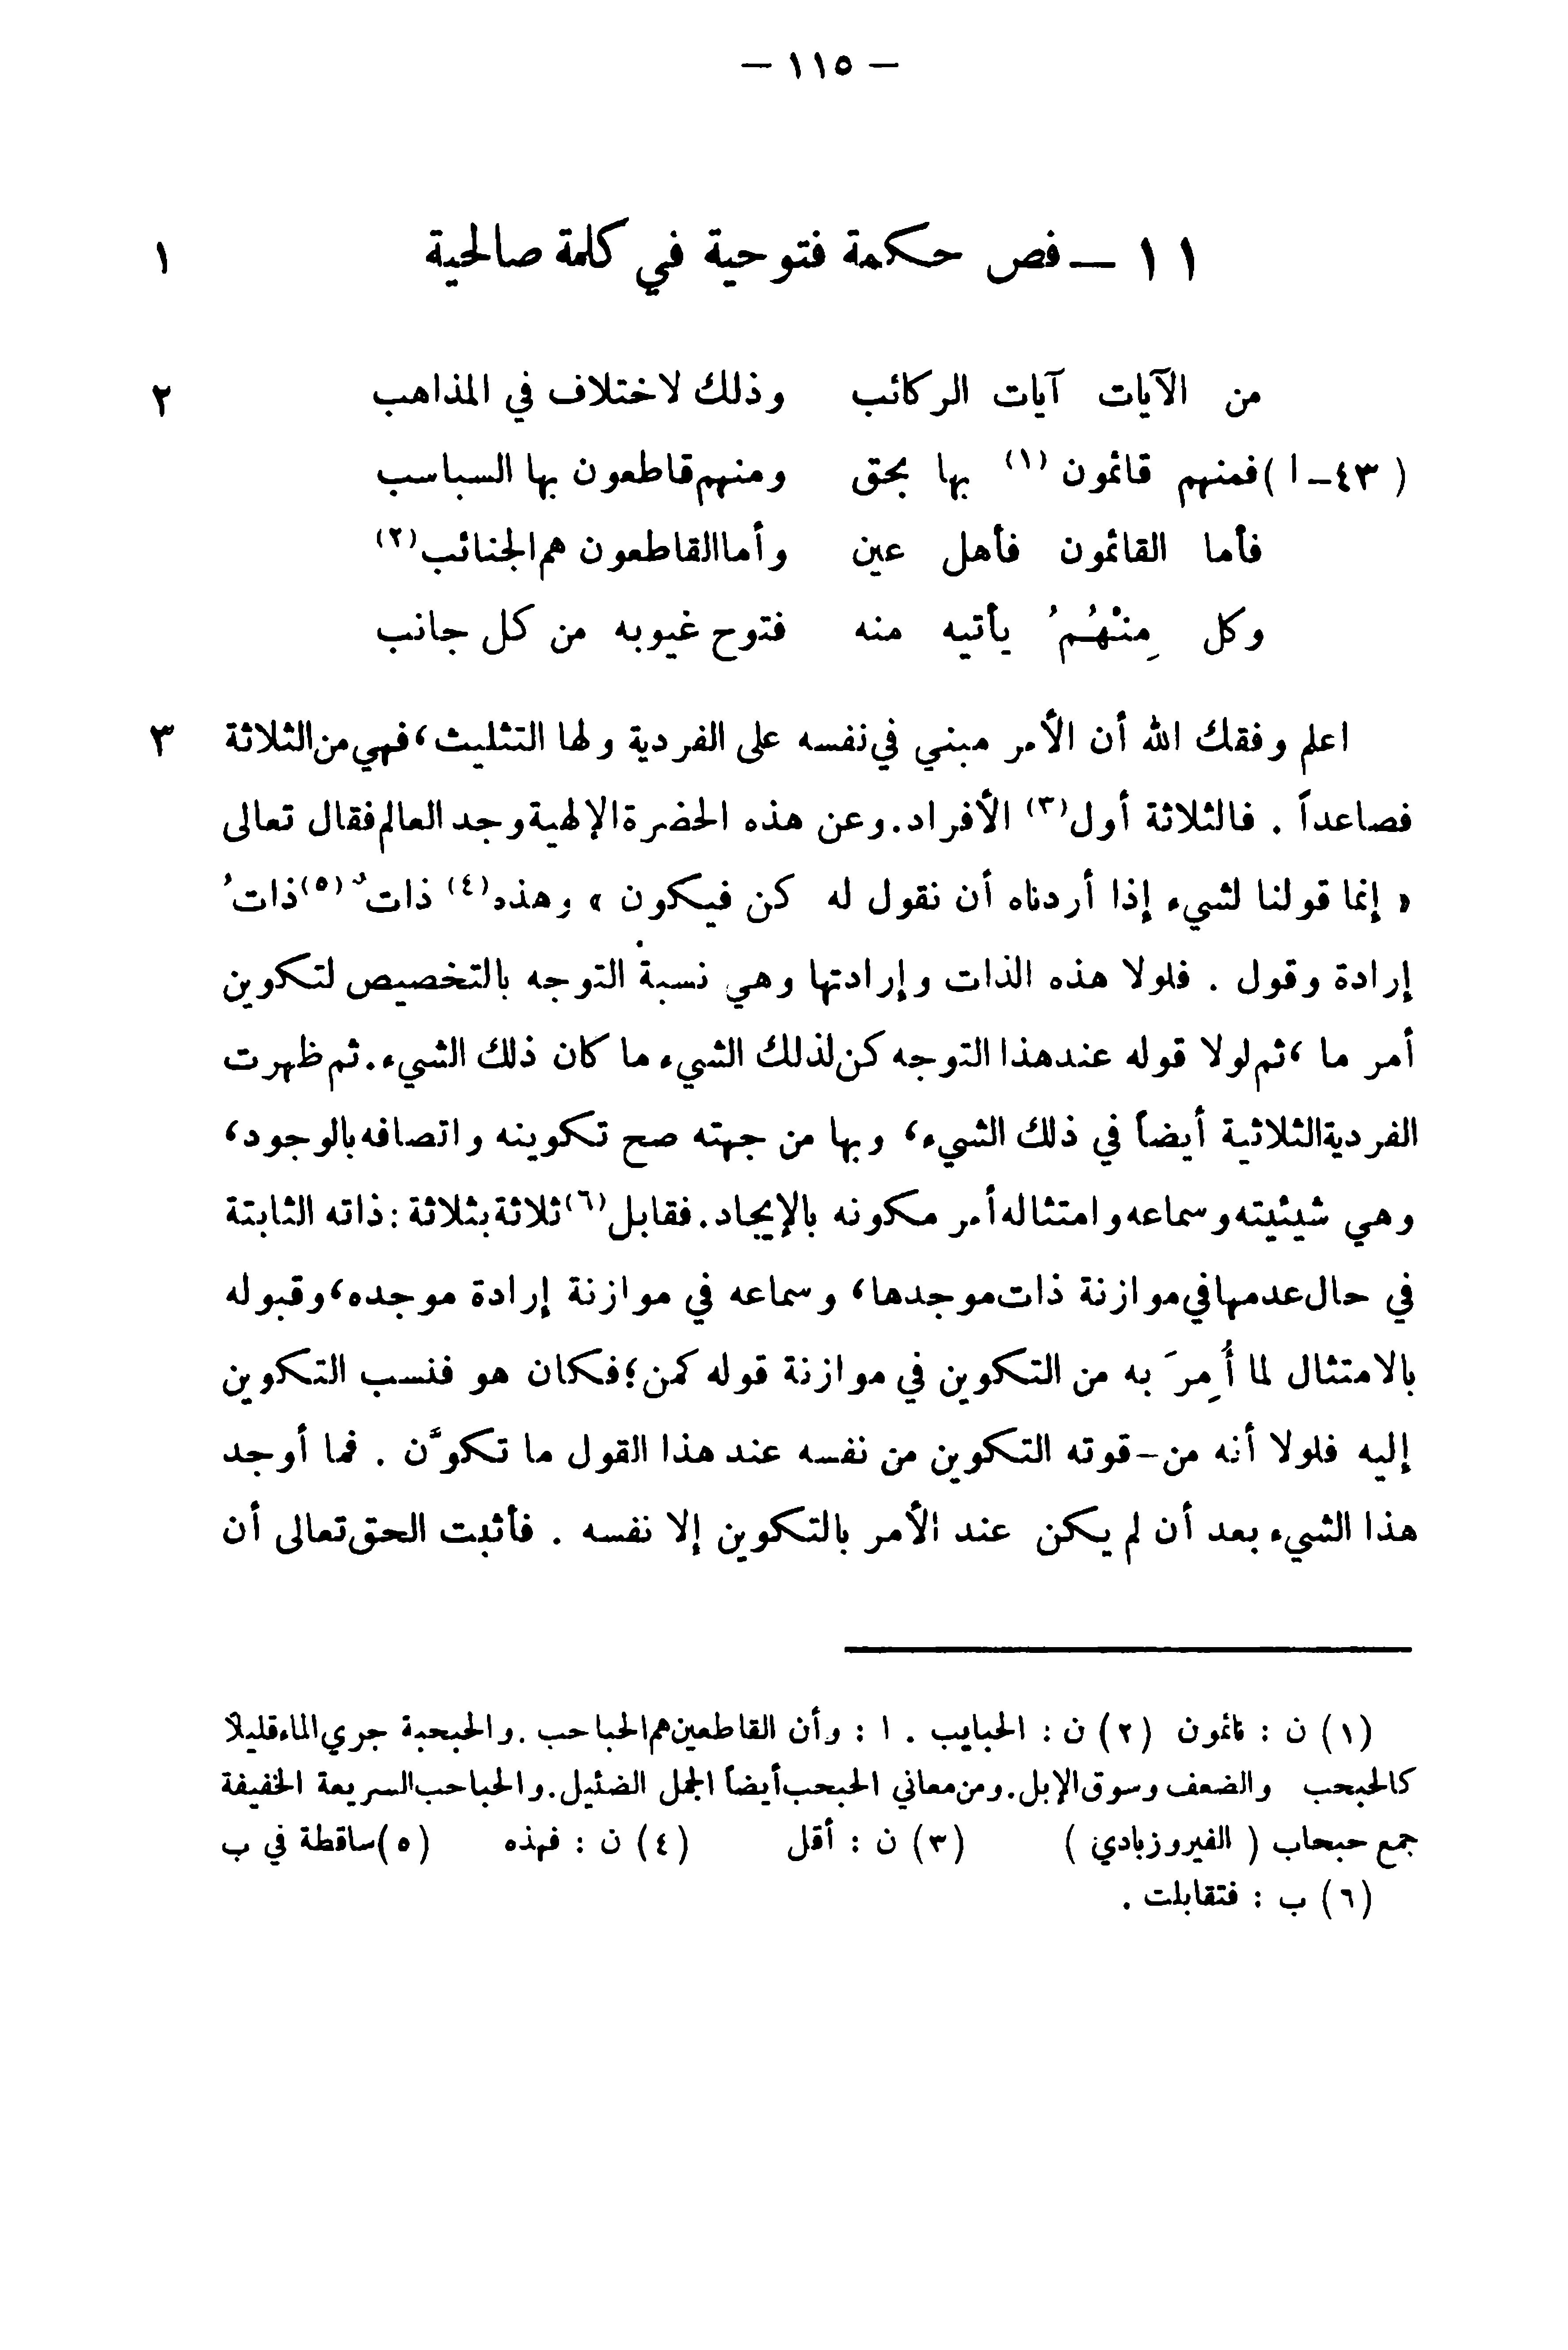 — ١١٥ —
١١ — فص حكمة فتوحية في كلمة صالحية ١
من الآيات آيات الركائب وذلك لاختلاف في المذاهب ٢
( ٤٣ – ا ) فمنهم قائمون (١) بها بحق ومنهم قاطعون بها السباسب
فأما القائمون فأهل عين وأما القاطعون هم الجنائب (٢)
وكل مِنْهُمُ يأتيه منه فتوح غيوبه من كل جانب
اعلم وفقك الله أن الأمر مبني في نفسه على الفردية ولها التثليث ، فهي من الثلاثة ٣
فصاعداً . فالثلاثة أول (٣) الأفراد . وعن هذه الحضرة الإلهية وجد العالم فقال تعالى
« إنما قولنا لشيء إذا أردناه أن نقول له كن فيكون » وهذه (٤) ذاتٌ (٥) ذاتُ
إرادة وقول . فلولا هذه الذات وإرادتها وهي نسبة التوجه بالتخصيص لتكوين
أمر ما ، ثم لولا قوله عند هذا التوجه كن لذلك الشيء ما كان ذلك الشيء . ثم ظهرت
الفردية الثلاثية أيضاً في ذلك الشيء ، وبها من جهته صح تكوينه واتصافه بالوجود ،
وهي شيئيته وسماعه وامتثاله أمر مكونه بالإيجاد . فقابل (٦) ثلاثة بثلاثة : ذاته الثابتة
في حال عدمها في موازنة ذات موجدها ، وسماعه في موازنة إرادة موجده ، وقبوله
بالامتثال لما أُمِرَ به من التكوين في موازنة قوله كن ؛ فكان هو فنسب التكوين
إليه فلولا أنه من – قوته التكوين من نفسه عند هذا القول ما تكوَّن . فما أوجد
هذا الشيء بعد أن لم يكن عند الأمر بالتكوين إلا نفسه . فأثبت الحق تعالى أن
(١) ن : نائمون (٢) ن : الحبايب . ا : وأن القاطعين هم الحباحب . والحبحبة جري الماء قليلاً
كالحبحب والضعف وسوق الإبل . ومن معاني الحبحب أيضاً الجمل الضئيل . والحباحب السريعة الخفيفة
جمع حبحاب ( الفيروزبادي ) (٣) ن : أقل (٤) ن : فهذه (٥) ساقطة في ب
(٦) ب : فتقابلت .